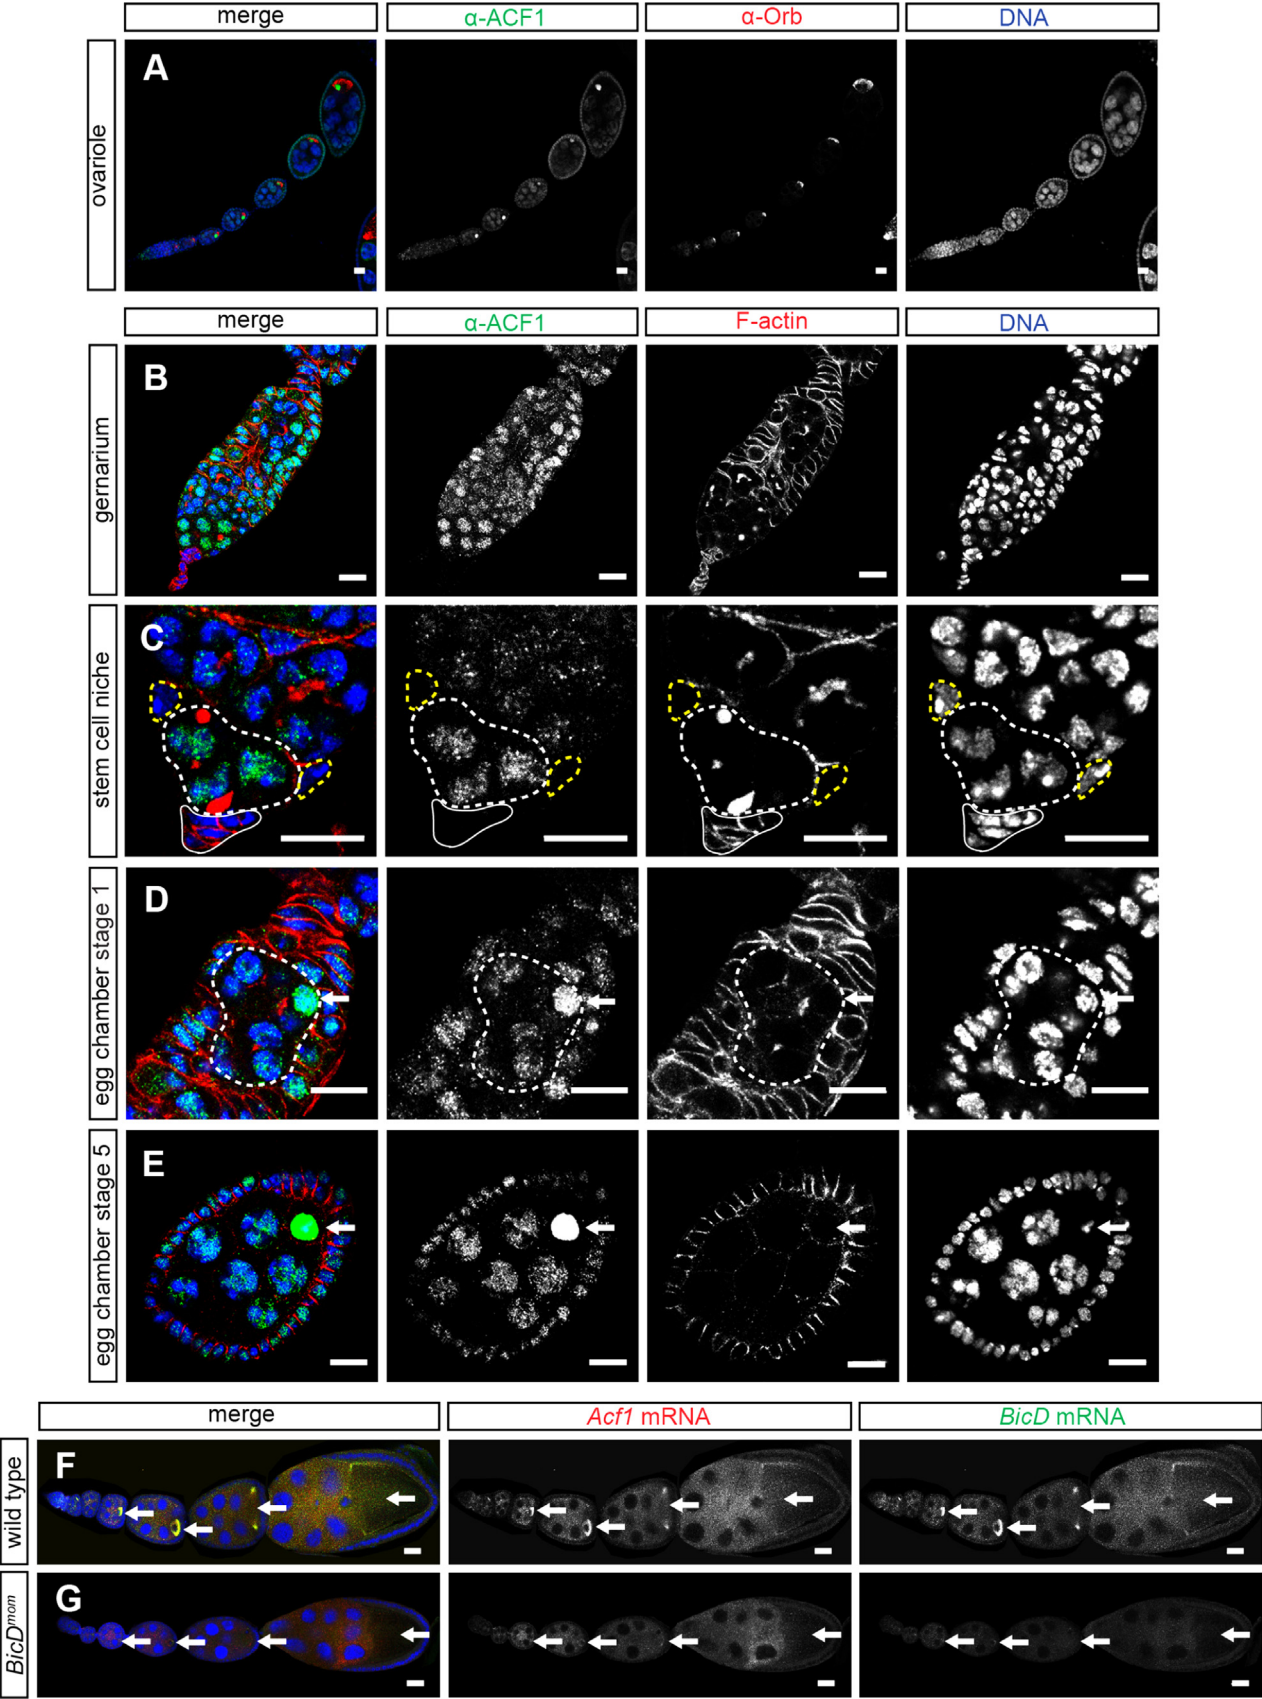 merge α-ACF1 α-Orb DNA
A
ovariole
merge α-ACF1 F-actin DNA
B
germarium
C
stem cell niche
D
egg chamber stage 1
E
egg chamber stage 5
merge Acf1 mRNA BicD mRNA
F
wild type
G
BicDmom